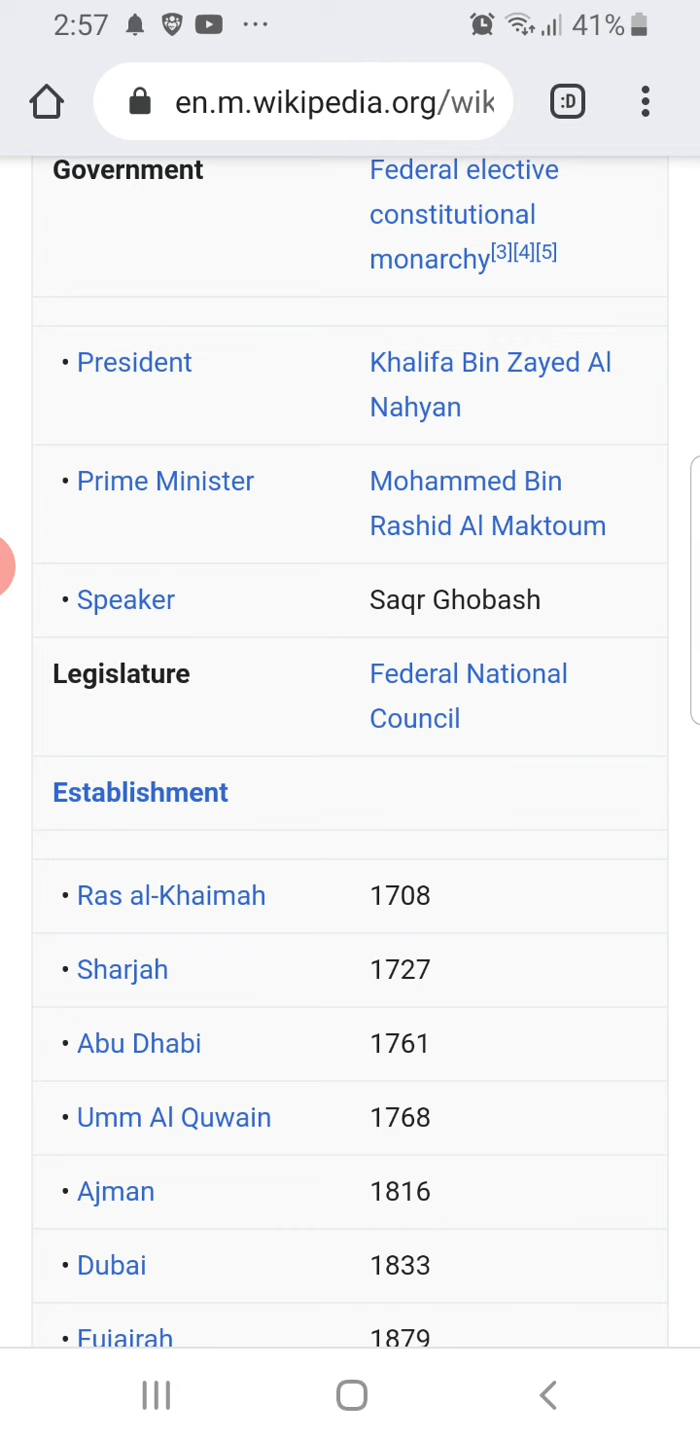 2:57 ... 41%
en.m.wikipedia.org/wik :D
Government Federal elective
constitutional
monarchy[3][4][5]
• President Khalifa Bin Zayed Al
Nahyan
• Prime Minister Mohammed Bin
Rashid Al Maktoum
• Speaker Saqr Ghobash
Legislature Federal National
Council
Establishment
• Ras al-Khaimah 1708
• Sharjah 1727
• Abu Dhabi 1761
• Umm Al Quwain 1768
• Ajman 1816
• Dubai 1833
• Fujairah 1879